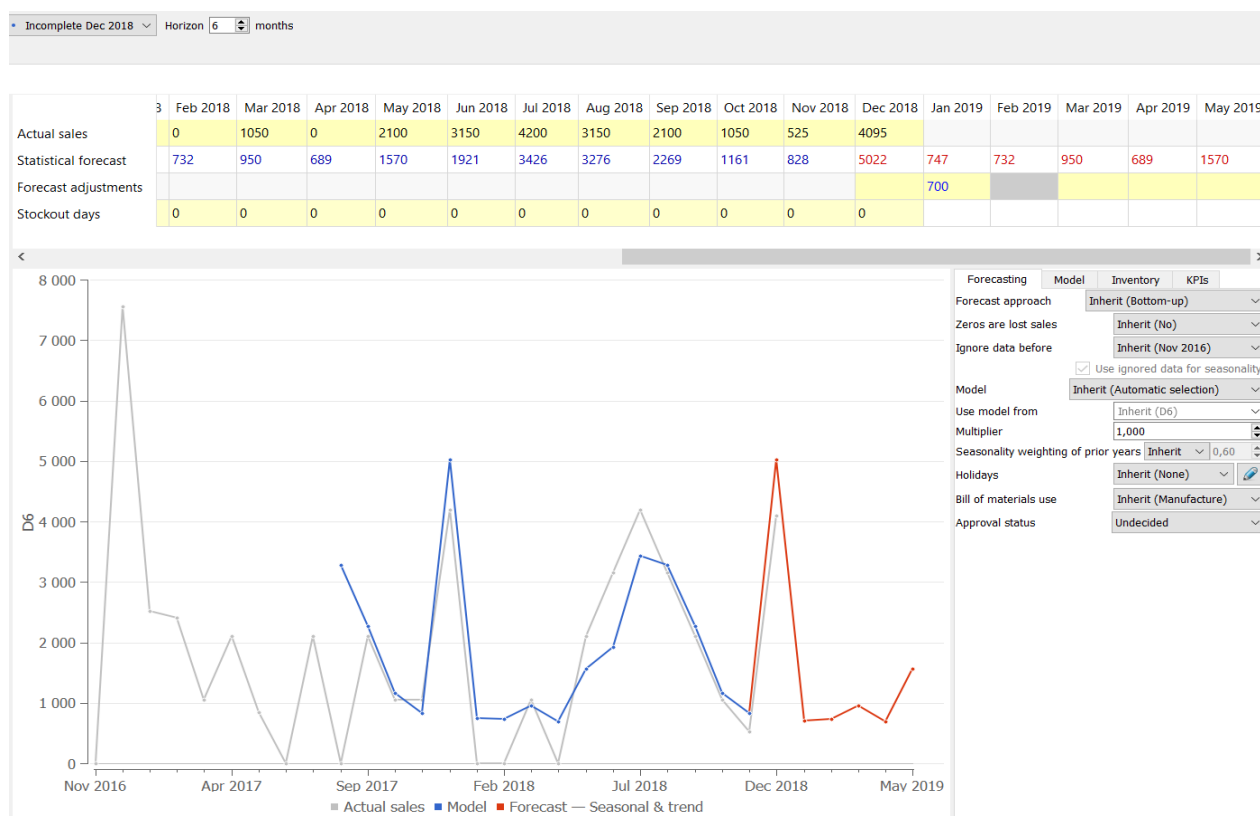 Incomplete Dec 2018 Horizon 6 months
3 Feb 2018 Mar 2018 Apr 2018 May 2018 Jun 2018 Jul 2018 Aug 2018 Sep 2018 Oct 2018 Nov 2018 Dec 2018 Jan 2019 Feb 2019 Mar 2019 Apr 2019 May 2019
Actual sales 0 1050 0 2100 3150 4200 3150 2100 1050 525 4095
Statistical forecast 732 950 689 1570 1921 3426 3276 2269 1161 828 5022 747 732 950 689 1570
Forecast adjustments 700
Stockout days 0 0 0 0 0 0 0 0 0 0 0
8 000
7 000
6 000
5 000
4 000
3 000
2 000
1 000
0
D6
Nov 2016 Apr 2017 Sep 2017 Feb 2018 Jul 2018 Dec 2018 May 2019
Actual sales Model Forecast — Seasonal & trend
Forecasting Model Inventory KPIs
Forecast approach Inherit (Bottom-up)
Zeros are lost sales Inherit (No)
Ignore data before Inherit (Nov 2016)
Use ignored data for seasonality
Model Inherit (Automatic selection)
Use model from Inherit (D6)
Multiplier 1,000
Seasonality weighting of prior years Inherit 0,60
Holidays Inherit (None)
Bill of materials use Inherit (Manufacture)
Approval status Undecided